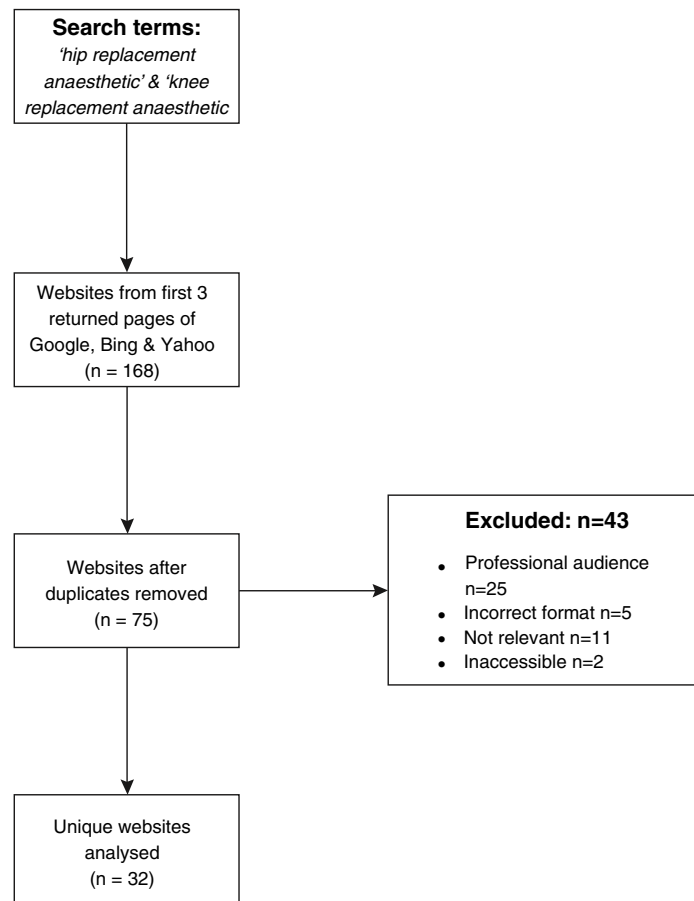 Search terms:
‘hip replacement
anaesthetic’ & ‘knee
replacement anaesthetic
Websites from first 3
returned pages of
Google, Bing & Yahoo
(n = 168)
Websites after
duplicates removed
(n = 75)
Excluded: n=43
• Professional audience
n=25
• Incorrect format n=5
• Not relevant n=11
• Inaccessible n=2
Unique websites
analysed
(n = 32)